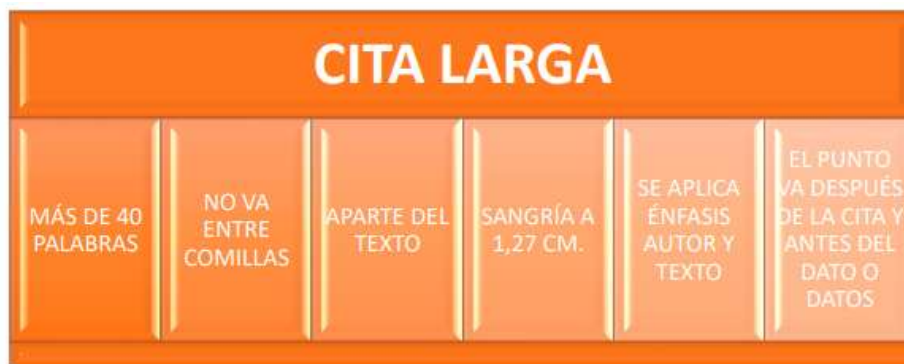 CITA LARGA
MÁS DE 40
PALABRAS
NO VA
ENTRE
COMILLAS
APARTE DEL
TEXTO
SANGRÍA A
1,27 CM.
SE APLICA
ÉNFASIS
AUTOR Y
TEXTO
EL PUNTO
VA DESPUÉS
DE LA CITA Y
ANTES DEL
DATO O
DATOS